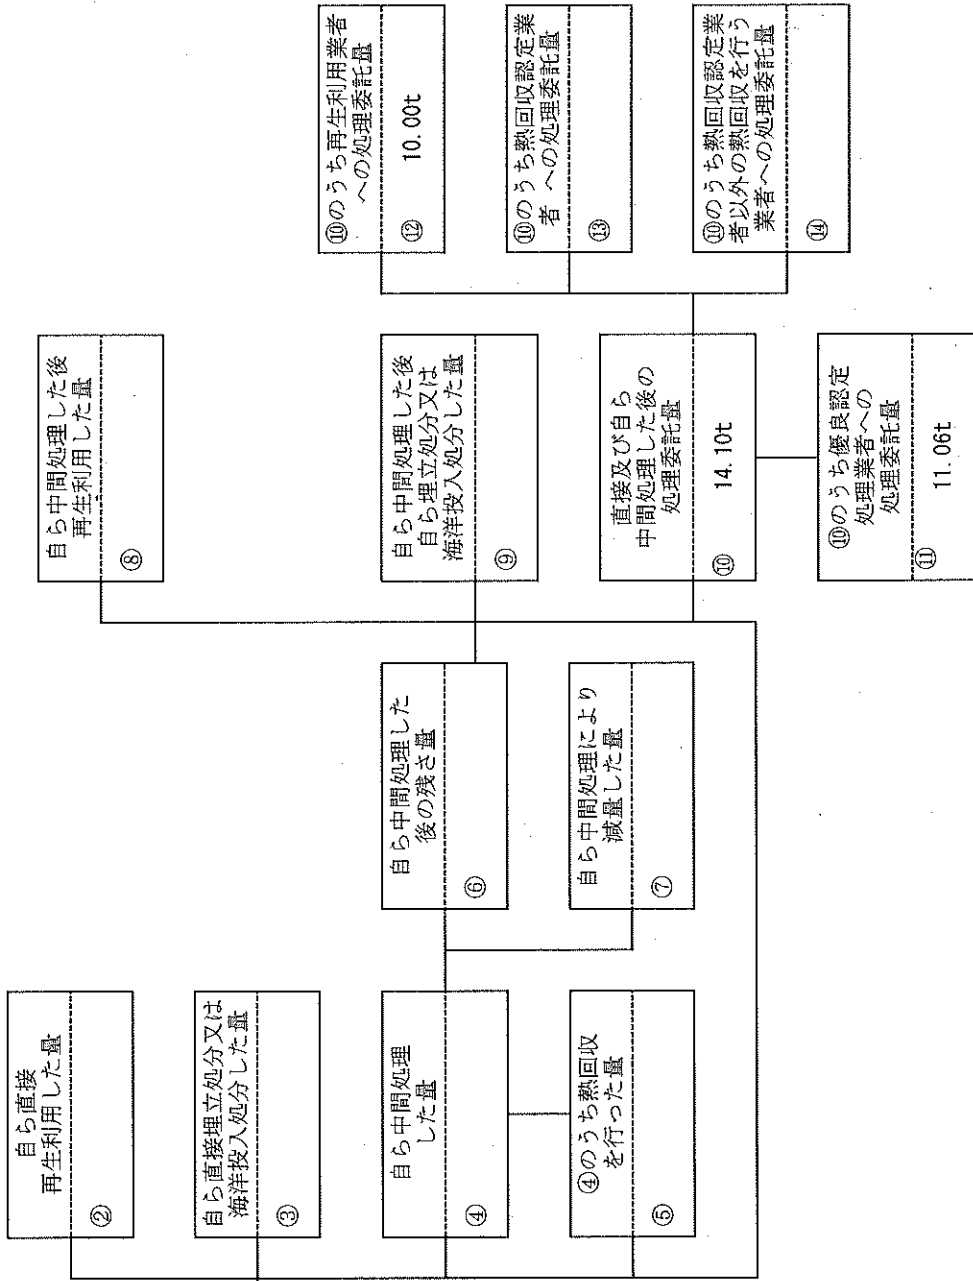 自ら直接
再生利用した量
②
自ら直接埋立処分又は
海洋投入処分した量
③
自ら中間処理
した量
④
④のうち熱回収
を行った量
⑤
自ら中間処理した
後の残さ量
⑥
自ら中間処理により
減量した量
⑦
自ら中間処理した後
再生利用した量
⑧
自ら中間処理した後
自ら埋立処分又は
海洋投入処分した量
⑨
直接及び自ら
中間処理した後の
処理委託量
⑩ 14.10t
⑩のうち優良認定
処理業者への
処理委託量
⑪ 11.06t
⑩のうち再生利用業者
への処理委託量
⑫ 10.00t
⑩のうち熱回収認定業
者 への処理委託量
⑬
⑩のうち熱回収認定業
者以外の熱回収を行う
業者への処理委託量
⑭